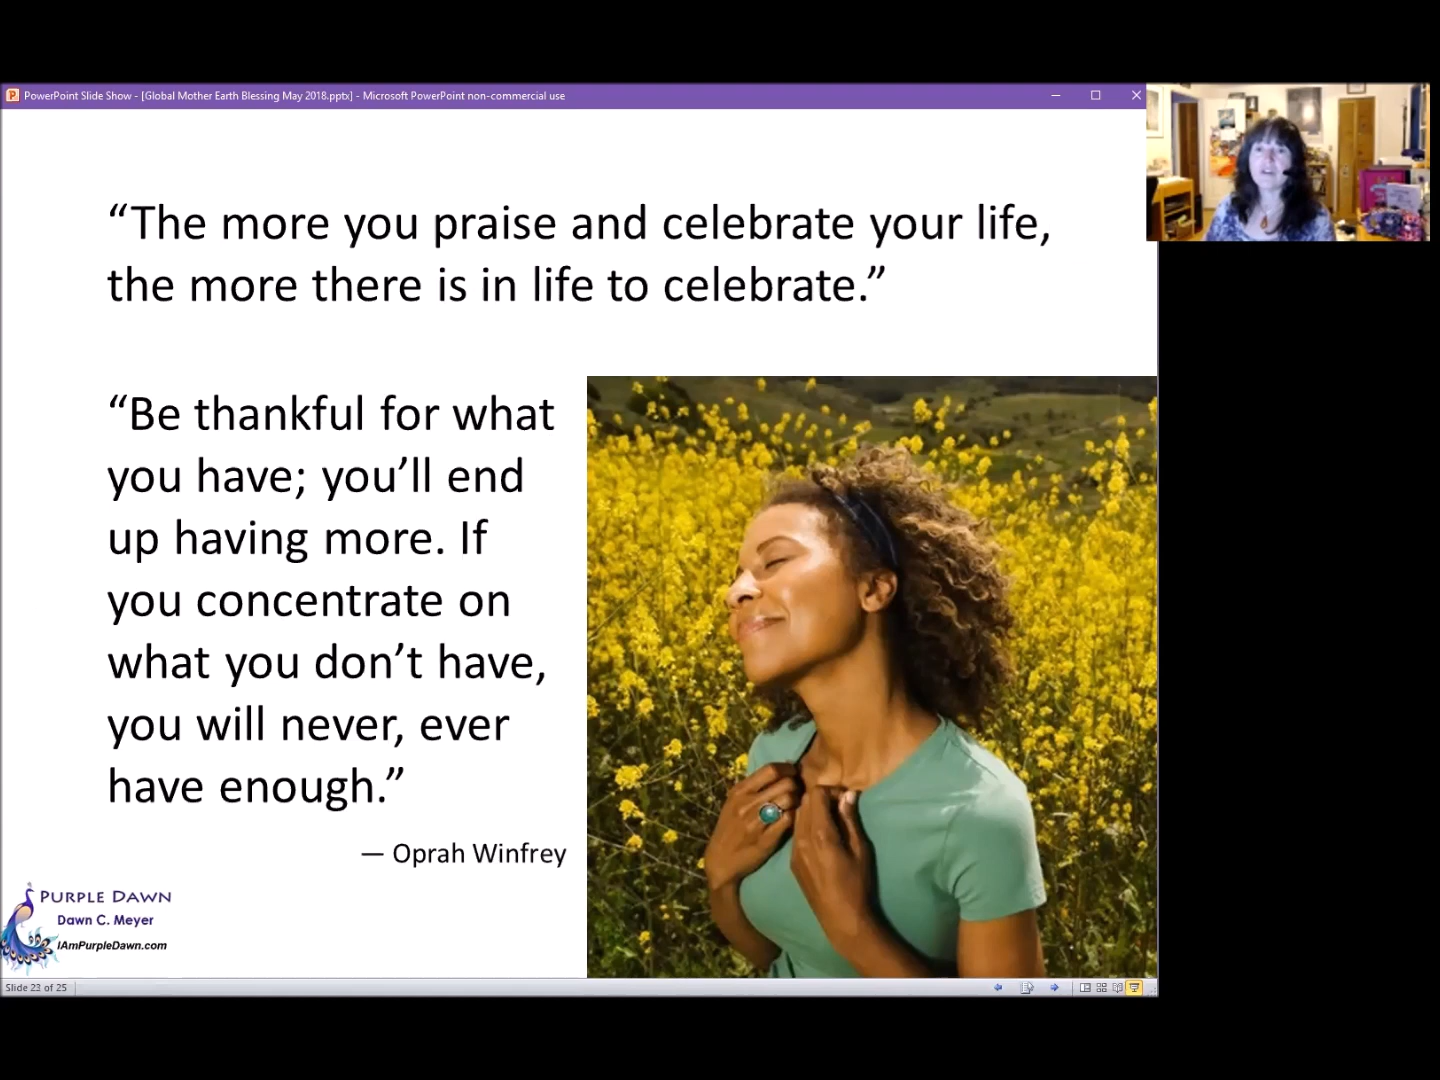 PowerPoint Slide Show - [Global Mother Earth Blessing May 2018.pptx] - Microsoft PowerPoint non-commercial use
“The more you praise and celebrate your life,
the more there is in life to celebrate.”
“Be thankful for what
you have; you’ll end
up having more. If
you concentrate on
what you don’t have,
you will never, ever
have enough.”
— Oprah Winfrey
PURPLE DAWN
Dawn C. Meyer
IAmPurpleDawn.com
Slide 23 of 25